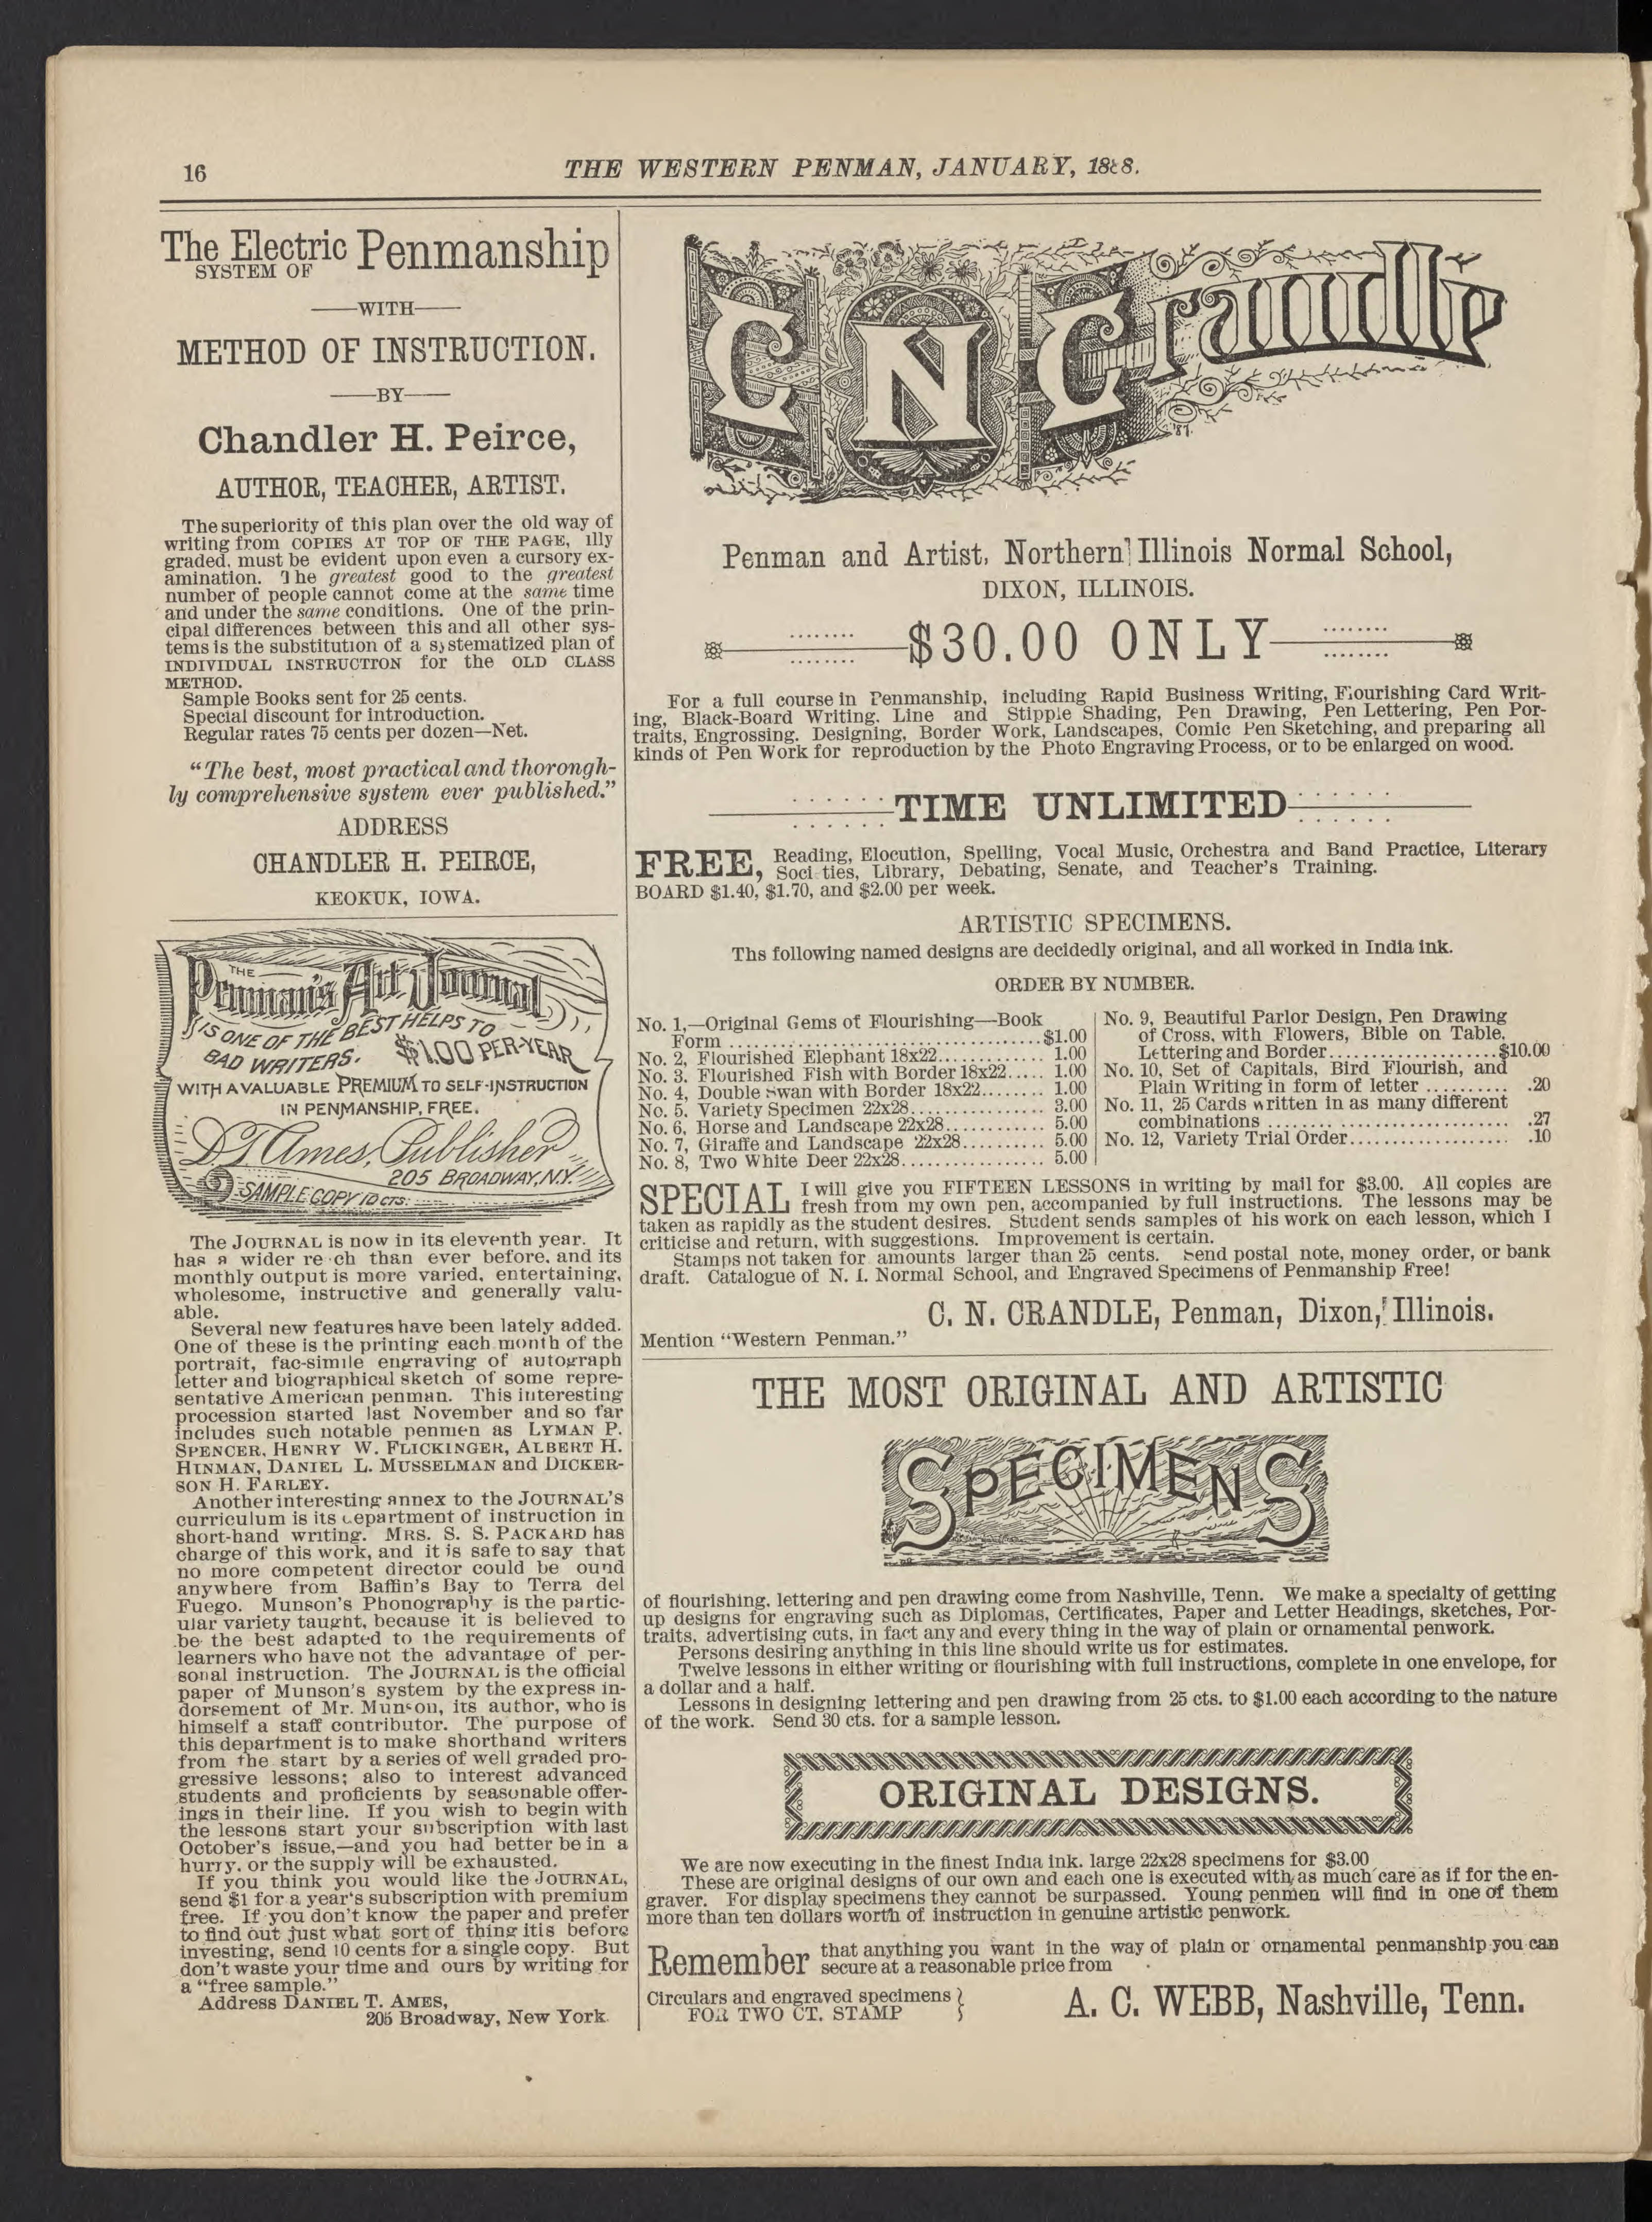 16
THE WESTERN PENMAN, JANUARY, 1888.
The Electric Penmanship
SYSTEM OF
WITH
METHOD OF INSTRUCTION.
BY
Chandler H. Peirce,
AUTHOR, TEACHER, ARTIST.
The superiority of this plan over the old way of
writing from COPIES AT TOP OF THE PAGE, illy
graded, must be evident upon even a cursory ex-
amination. The greatest good to the greatest
number of people cannot come at the same time
and under the same conditions. One of the prin-
cipal differences between this and all other sys-
tems is the substitution of a systematized plan of
INDIVIDUAL INSTRUCTION for the OLD CLASS
METHOD.
Sample Books sent for 25 cents.
Special discount for introduction.
Regular rates 75 cents per dozen—Net.
"The best, most practical and thorongh-
ly comprehensive system ever published."
ADDRESS
CHANDLER H. PEIRCE,
KEOKUK, IOWA.
THE
Penman's Art Journal
IS ONE OF THE BEST HELPS TO
BAD WRITERS. $1.00 PER-YEAR
WITH A VALUABLE PREMIUM TO SELF-INSTRUCTION
IN PENMANSHIP, FREE.
D.T. Ames, Publisher
205 BROADWAY, N.Y.
SAMPLE COPY 10 CTS.
The JOURNAL is now in its eleventh year. It
has a wider re ch than ever before, and its
monthly output is more varied, entertaining,
wholesome, instructive and generally valu-
able.
Several new features have been lately added.
One of these is the printing each month of the
portrait, fac-simile engraving of autograph
letter and biographical sketch of some repre-
sentative American penman. This interesting
procession started last November and so far
includes such notable penmen as LYMAN P.
SPENCER, HENRY W. FLICKINGER, ALBERT H.
HINMAN, DANIEL L. MUSSELMAN and DICKER-
SON H. FARLEY.
Another interesting annex to the JOURNAL'S
curriculum is its department of instruction in
short-hand writing. MRS. S. S. PACKARD has
charge of this work, and it is safe to say that
no more competent director could be ound
anywhere from Baffin's Bay to Terra del
Fuego. Munson's Phonography is the partic-
ular variety taught, because it is believed to
be the best adapted to the requirements of
learners who have not the advantage of per-
sonal instruction. The JOURNAL is the official
paper of Munson's system by the express in-
dorsement of Mr. Munson, its author, who is
himself a staff contributor. The purpose of
this department is to make shorthand writers
from the start by a series of well graded pro-
gressive lessons; also to interest advanced
students and proficients by seasonable offer-
ings in their line. If you wish to begin with
the lessons start your subscription with last
October's issue,—and you had better be in a
hurry, or the supply will be exhausted.
If you think you would like the JOURNAL,
send $1 for a year's subscription with premium
free. If you don't know the paper and prefer
to find out just what sort of thing itis before
investing, send 10 cents for a single copy. But
don't waste your time and ours by writing for
a "free sample."
Address DANIEL T. AMES,
205 Broadway, New York.
C N Crandle
'87.
Penman and Artist, Northern Illinois Normal School,
DIXON, ILLINOIS.
$30.00 ONLY
For a full course in Penmanship, including Rapid Business Writing, Flourishing Card Writ-
ing, Black-Board Writing. Line and Stipple Shading, Pen Drawing, Pen Lettering, Pen Por-
traits, Engrossing. Designing, Border Work, Landscapes, Comic Pen Sketching, and preparing all
kinds of Pen Work for reproduction by the Photo Engraving Process, or to be enlarged on wood.
TIME UNLIMITED
FREE, Reading, Elocution, Spelling, Vocal Music, Orchestra and Band Practice, Literary
Soci ties, Library, Debating, Senate, and Teacher's Training.
BOARD $1.40, $1.70, and $2.00 per week.
ARTISTIC SPECIMENS.
Ths following named designs are decidedly original, and all worked in India ink.
ORDER BY NUMBER.
No. 1,—Original Gems of Flourishing—Book
Form .................................... $1.00
No. 2, Flourished Elephant 18x22............. 1.00
No. 3, Flourished Fish with Border 18x22..... 1.00
No. 4, Double Swan with Border 18x22........ 1.00
No. 5, Variety Specimen 22x28................ 3.00
No. 6, Horse and Landscape 22x28............ 5.00
No. 7, Giraffe and Landscape 22x28.......... 5.00
No. 8, Two White Deer 22x28................. 5.00
No. 9, Beautiful Parlor Design, Pen Drawing
of Cross, with Flowers, Bible on Table,
Lettering and Border.................... $10.00
No. 10, Set of Capitals, Bird Flourish, and
Plain Writing in form of letter .......... .20
No. 11, 25 Cards written in as many different
combinations ............................. .27
No. 12, Variety Trial Order................... .10
SPECIAL I will give you FIFTEEN LESSONS in writing by mail for $3.00. All copies are
fresh from my own pen, accompanied by full instructions. The lessons may be
taken as rapidly as the student desires. Student sends samples of his work on each lesson, which I
criticise and return, with suggestions. Improvement is certain.
Stamps not taken for amounts larger than 25 cents. Send postal note, money order, or bank
draft. Catalogue of N. I. Normal School, and Engraved Specimens of Penmanship Free!
C. N. CRANDLE, Penman, Dixon, Illinois.
Mention "Western Penman."
THE MOST ORIGINAL AND ARTISTIC
SPECIMENS
of flourishing, lettering and pen drawing come from Nashville, Tenn. We make a specialty of getting
up designs for engraving such as Diplomas, Certificates, Paper and Letter Headings, sketches, Por-
traits, advertising cuts, in fact any and every thing in the way of plain or ornamental penwork.
Persons desiring anything in this line should write us for estimates.
Twelve lessons in either writing or flourishing with full instructions, complete in one envelope, for
a dollar and a half.
Lessons in designing lettering and pen drawing from 25 cts. to $1.00 each according to the nature
of the work. Send 30 cts. for a sample lesson.
ORIGINAL DESIGNS.
We are now executing in the finest India ink, large 22x28 specimens for $3.00
These are original designs of our own and each one is executed with as much care as if for the en-
graver. For display specimens they cannot be surpassed. Young penmen will find in one of them
more than ten dollars worth of instruction in genuine artistic penwork.
Remember that anything you want in the way of plain or ornamental penmanship you can
secure at a reasonable price from
Circulars and engraved specimens
FOR TWO CT. STAMP
A. C. WEBB, Nashville, Tenn.